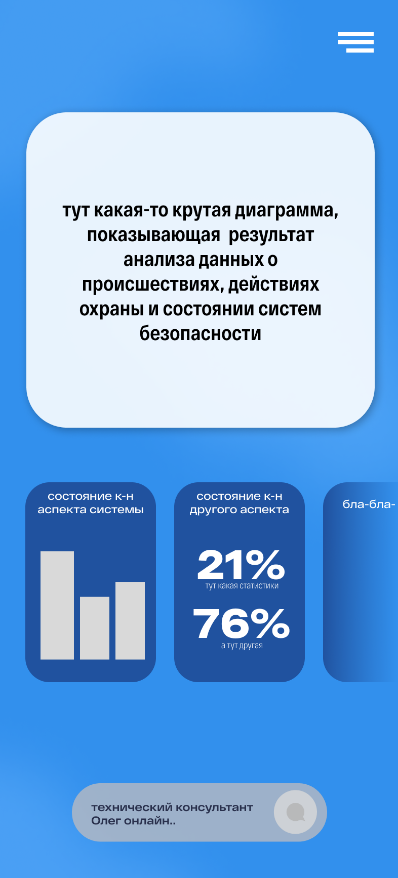 тут какая-то крутая диаграмма,
показывающая результат
анализа данных о
происшествиях, действиях
охраны и состоянии систем
безопасности
состояние к-н
аспекта системы
состояние к-н
другого аспекта
21%
тут какая статистики
76%
а тут другая
бла-бла-
технический консультант
Олег онлайн..